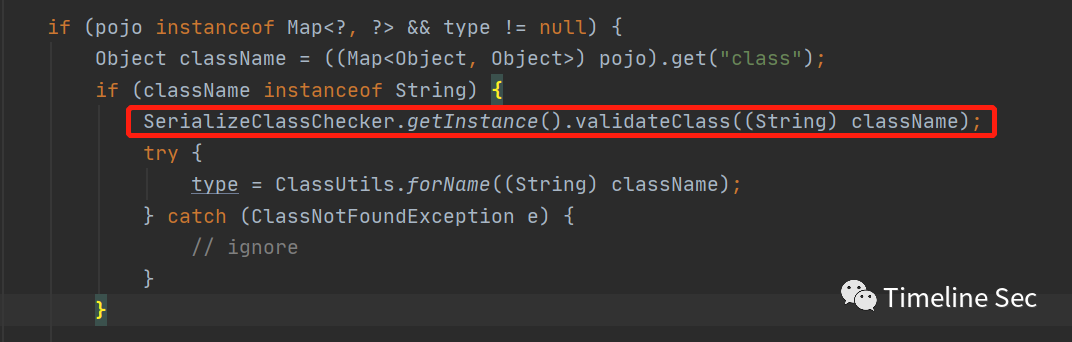 if (pojo instanceof Map<?, ?> && type != null) {
Object className = ((Map<Object, Object>) pojo).get("class");
if (className instanceof String) {
SerializeClassChecker.getInstance().validateClass((String) className);
try {
type = ClassUtils.forName((String) className);
} catch (ClassNotFoundException e) {
// ignore
}
}
Timeline Sec